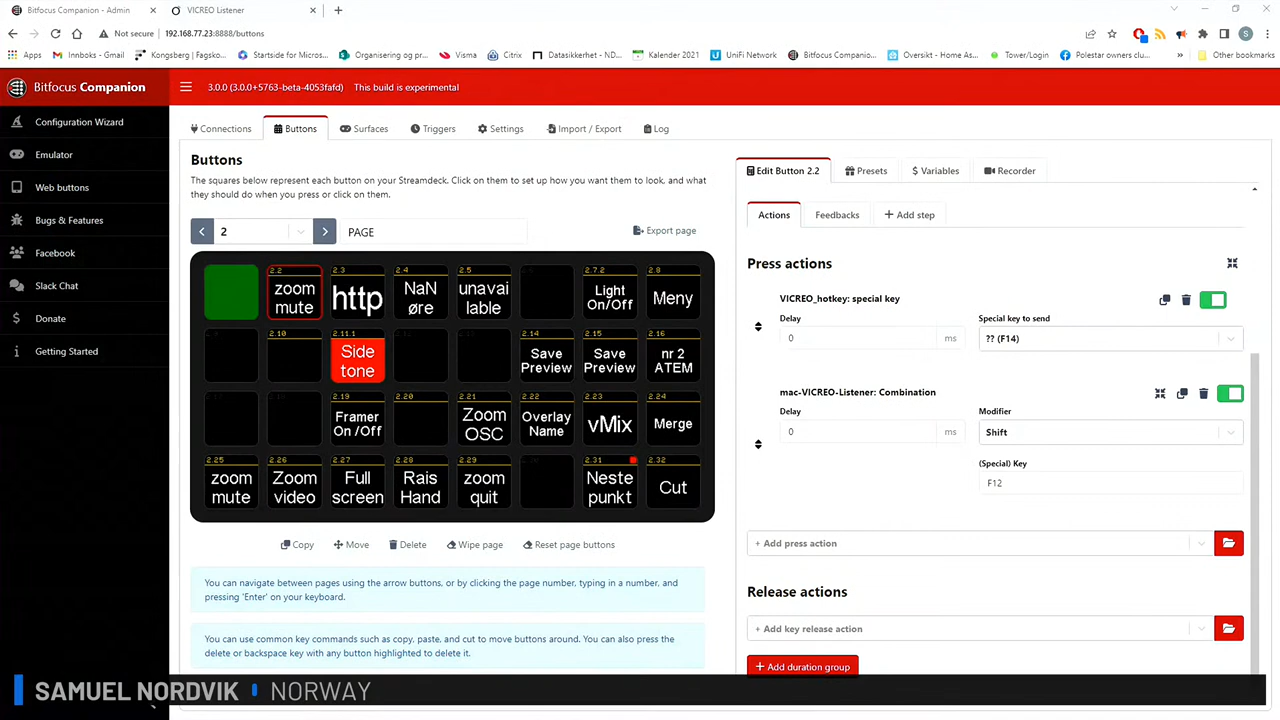 Bitfocus Companion - Admin
VICREO Listener
Not secure
192.168.77.23:8888/buttons
Apps
Innboks - Gmail
Kongsberg | Fagsko...
Startside for Micros...
Organisering og pr...
Visma
Citrix
Datasikkerhet - ND...
Kalender 2021
UniFi Network
Bitfocus Companion...
Oversikt - Home As...
Tower/Login
Polestar owners clu...
»
Other bookmarks
Bitfocus Companion
3.0.0 (3.0.0+5763-beta-4053fafd)
This build is experimental
Configuration Wizard
Emulator
Web buttons
Bugs & Features
Facebook
Slack Chat
Donate
Getting Started
Connections
Buttons
Surfaces
Triggers
Settings
Import / Export
Log
Buttons
The squares below represent each button on your Streamdeck. Click on them to set up how you want them to look, and what
they should do when you press or click on them.
2
PAGE
Export page
2.2
zoom
mute
2.3
http
2.4
NaN
øre
2.5
unavai
lable
2.7.2
Light
On/Off
2.8
Meny
2.10
2.11.1
Side
tone
2.14
Save
Preview
2.15
Save
Preview
2.16
nr 2
ATEM
2.19
Framer
On /Off
2.20
2.21
Zoom
OSC
2.22
Overlay
Name
2.23
vMix
2.24
Merge
2.25
zoom
mute
2.26
Zoom
video
2.27
Full
screen
2.28
Rais
Hand
2.29
zoom
quit
2.31
Neste
punkt
2.32
Cut
Copy
Move
Delete
Wipe page
Reset page buttons
You can navigate between pages using the arrow buttons, or by clicking the page number, typing in a number, and
pressing 'Enter' on your keyboard.
You can use common key commands such as copy, paste, and cut to move buttons around. You can also press the
delete or backspace key with any button highlighted to delete it.
Edit Button 2.2
Presets
$ Variables
Recorder
Actions
Feedbacks
+ Add step
Press actions
VICREO_hotkey: special key
Delay
0
ms
Special key to send
?? (F14)
mac-VICREO-Listener: Combination
Delay
0
ms
Modifier
Shift
(Special) Key
F12
+ Add press action
Release actions
+ Add key release action
+ Add duration group
SAMUEL NORDVIK
NORWAY